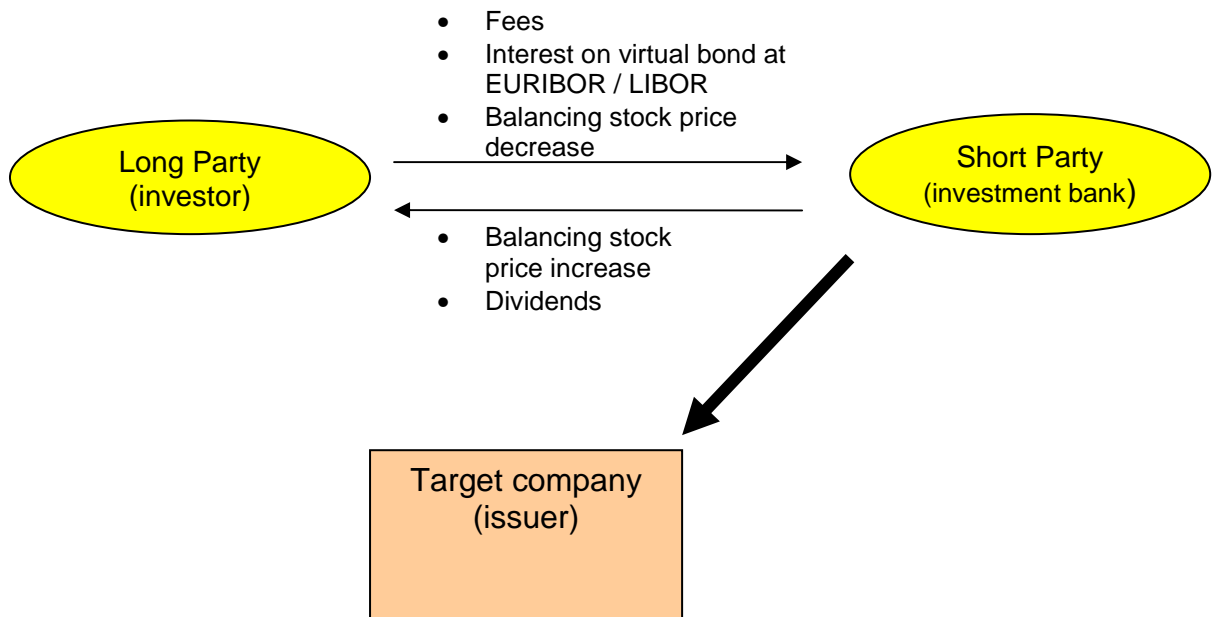 • Fees
• Interest on virtual bond at
EURIBOR / LIBOR
• Balancing stock price
decrease
Long Party
(investor)
Short Party
(investment bank)
• Balancing stock
price increase
• Dividends
Target company
(issuer)